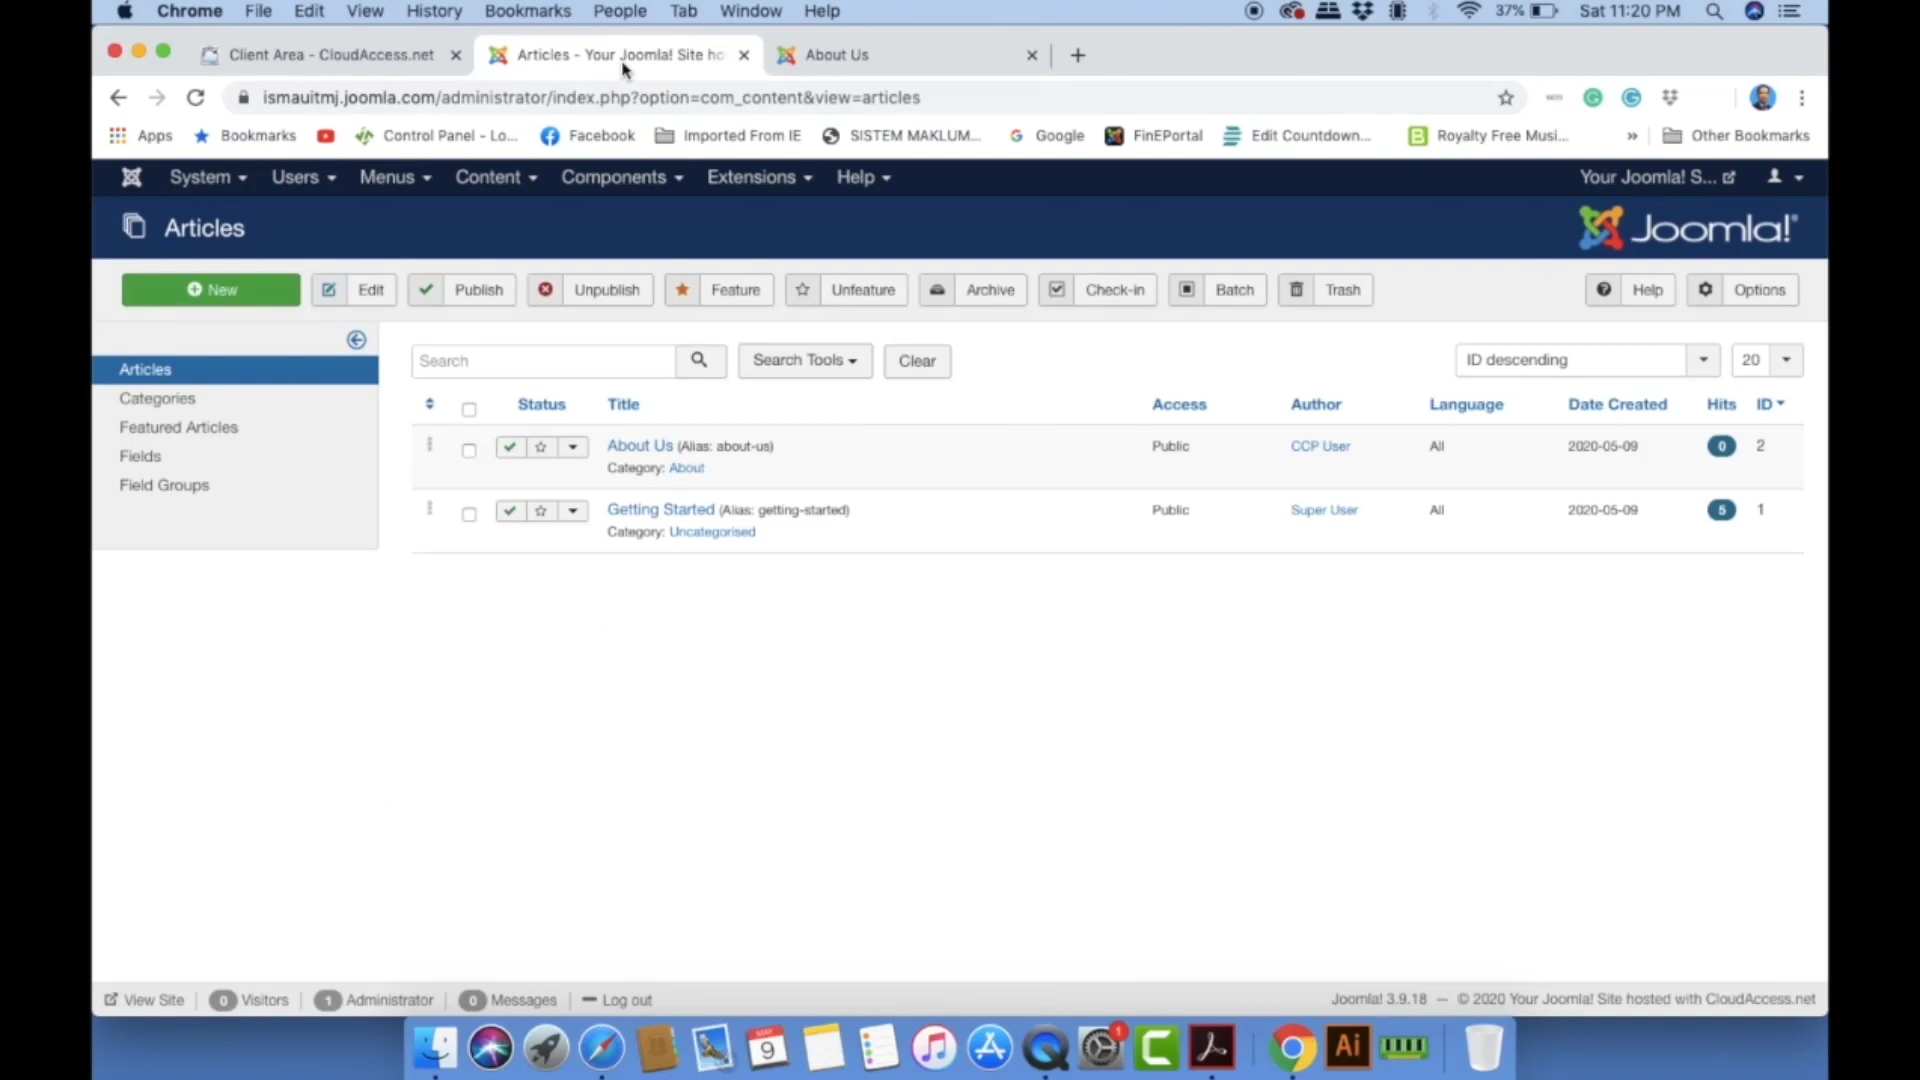 Chrome File Edit View History Bookmarks People Tab Window Help 37% Sat 11:20 PM
Client Area - CloudAccess.net Articles - Your Joomla! Site ho About Us
ismauitmj.joomla.com/administrator/index.php?option=com_content&view=articles
Apps Bookmarks Control Panel - Lo... Facebook Imported From IE SISTEM MAKLUM... Google FinEPortal Edit Countdown... Royalty Free Musi... » Other Bookmarks
System Users Menus Content Components Extensions Help Your Joomla! S...
Articles Joomla!
New Edit Publish Unpublish Feature Unfeature Archive Check-in Batch Trash Help Options
Search Search Tools Clear ID descending 20
Articles
Categories
Featured Articles
Fields
Field Groups
Status Title Access Author Language Date Created Hits ID
About Us (Alias: about-us) Public CCP User All 2020-05-09 0 2
Category: About
Getting Started (Alias: getting-started) Public Super User All 2020-05-09 5 1
Category: Uncategorised
View Site 0 Visitors 1 Administrator 0 Messages Log out Joomla! 3.9.18 — © 2020 Your Joomla! Site hosted with CloudAccess.net
MAY
9
1
Ai